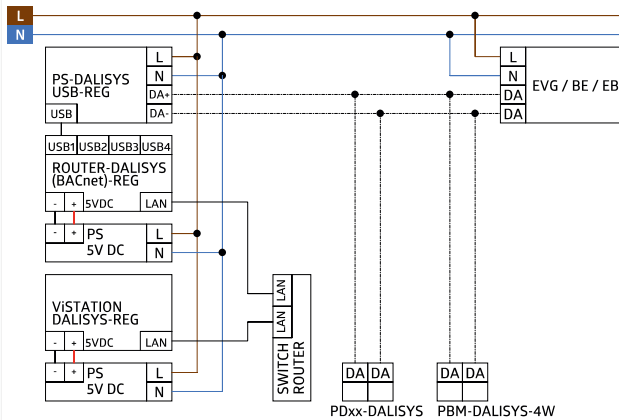 L
N
PS-DALISYS
USB-REG
L
N
DA+
DA-
USB
L
N
DA
DA
EVG / BE / EB
USB1 USB2 USB3 USB4
ROUTER-DALISYS
(BACnet)-REG
- + 5VDC LAN
- + PS
5V DC
L
N
ViSTATION
DALISYS-REG
- + 5VDC LAN
- + PS
5V DC
L
N
LAN
LAN
SWITCH
ROUTER
DA DA
PDxx-DALISYS
DA DA
PBM-DALISYS-4W